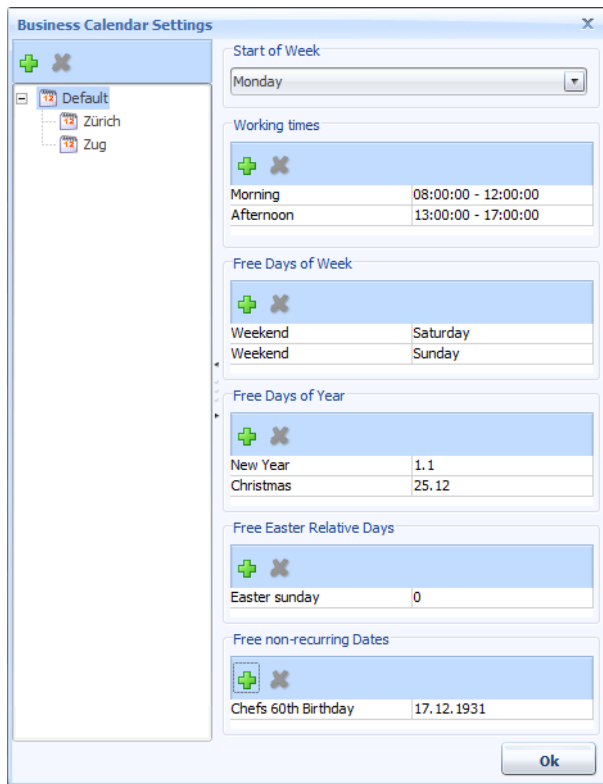 Business Calendar Settings
Default
Zürich
Zug
Start of Week
Monday
Working times
Morning 08:00:00 - 12:00:00
Afternoon 13:00:00 - 17:00:00
Free Days of Week
Weekend Saturday
Weekend Sunday
Free Days of Year
New Year 1.1
Christmas 25.12
Free Easter Relative Days
Easter sunday 0
Free non-recurring Dates
Chefs 60th Birthday 17.12.1931
Ok